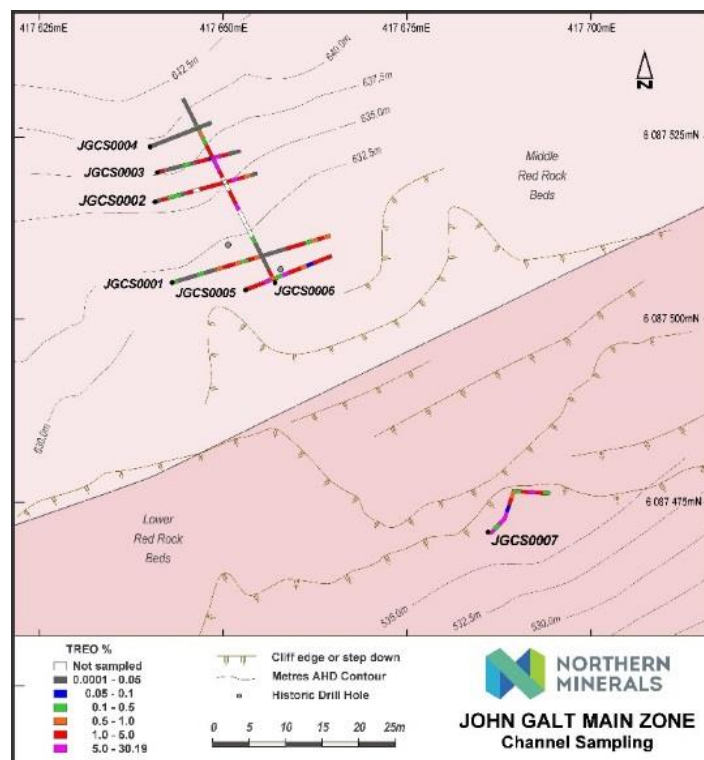 417 625mE
417 650mE
417 675mE
417 700mE
642.5m
640.0m
637.5m
635.0m
632.5m
N
6 087 525mN
JGCS0004
JGCS0003
JGCS0002
Middle
Red Rock
Beds
JGCS0001
JGCS0005
JGCS0006
6 087 500mN
630.0m
6 087 475mN
Lower
Red Rock
Beds
JGCS0007
535.0m
532.5m
530.0m
TREO %
Not sampled
0.0001 - 0.05
0.05 - 0.1
0.1 - 0.5
0.5 - 1.0
1.0 - 5.0
5.0 - 30.19
Cliff edge or step down
Metres AHD Contour
Historic Drill Hole
0 5 10 15 20 25m
NORTHERN
MINERALS
JOHN GALT MAIN ZONE
Channel Sampling